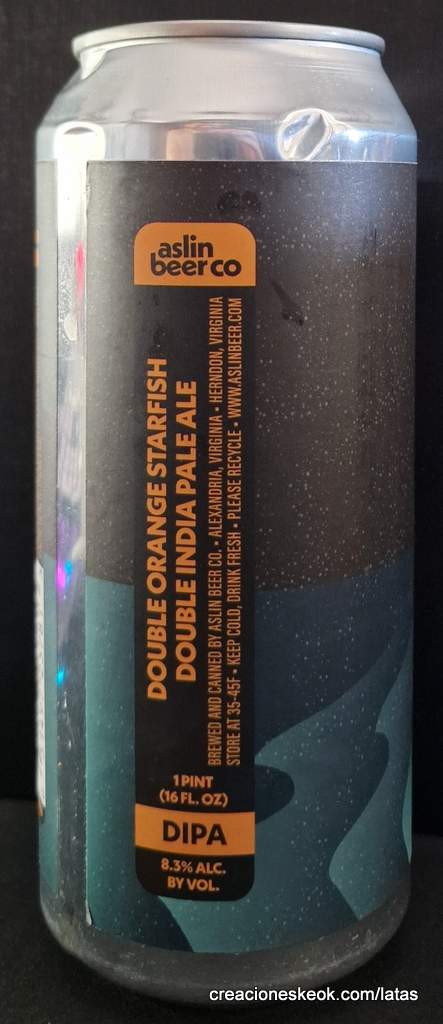 aslin
beer co
DOUBLE ORANGE STARFISH
DOUBLE INDIA PALE ALE
BREWED AND CANNED BY ASLIN BEER CO. • ALEXANDRIA, VIRGINIA • HERNDON, VIRGINIA
STORE AT 35-45F • KEEP COLD, DRINK FRESH • PLEASE RECYCLE • WWW.ASLINBEER.COM
1 PINT
(16 FL. OZ)
DIPA
8.3% ALC.
BY VOL.
creacioneskeok.com/latas